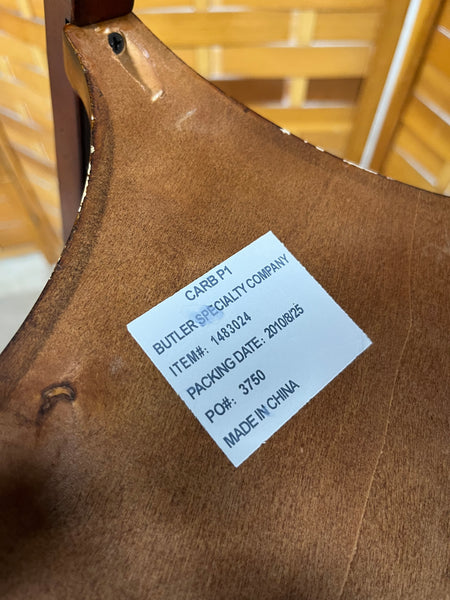 CARB P1
BUTLER SPECIALTY COMPANY
ITEM#: 1483024
PACKING DATE: 2010/8/25
PO#: 3750
MADE IN CHINA